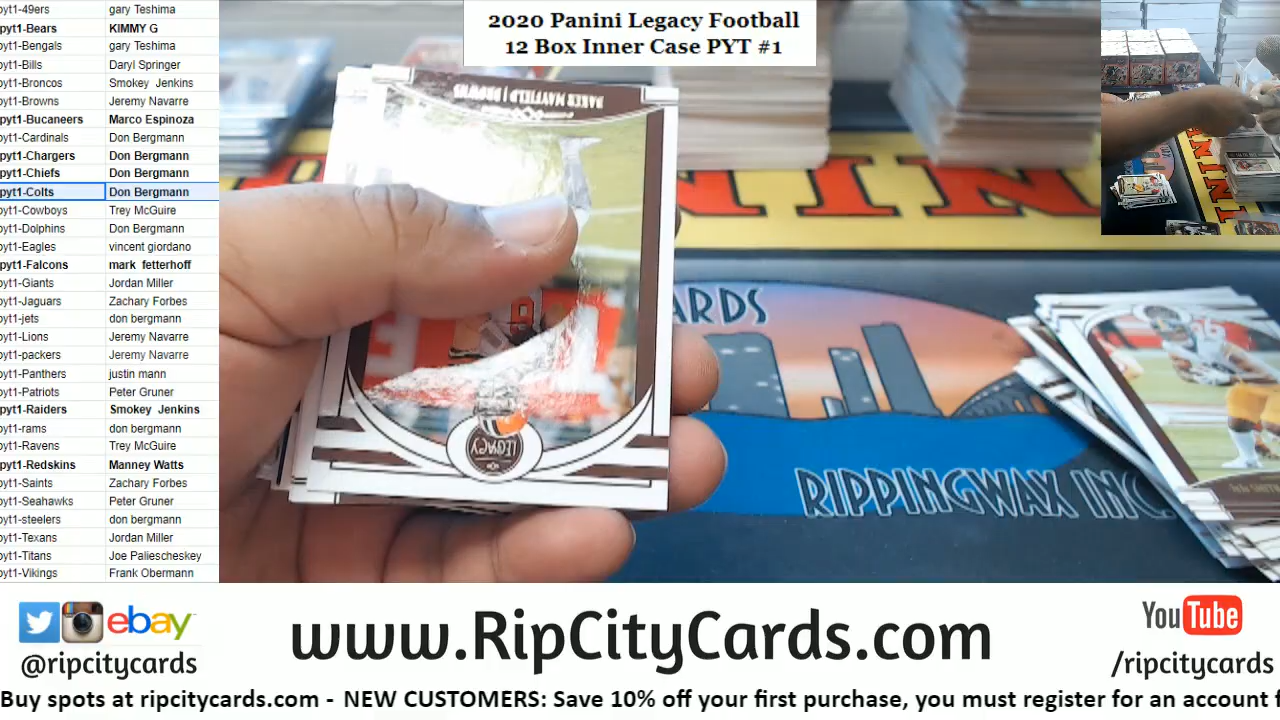 pyt1-49ers gary Teshima
pyt1-Bears KIMMY G
pyt1-Bengals gary Teshima
pyt1-Bills Daryl Springer
pyt1-Broncos Smokey Jenkins
pyt1-Browns Jeremy Navarre
pyt1-Bucaneers Marco Espinoza
pyt1-Cardinals Don Bergmann
pyt1-Chargers Don Bergmann
pyt1-Chiefs Don Bergmann
pyt1-Colts Don Bergmann
pyt1-Cowboys Trey McGuire
pyt1-Dolphins Don Bergmann
pyt1-Eagles vincent giordano
pyt1-Falcons mark fetterhoff
pyt1-Giants Jordan Miller
pyt1-Jaguars Zachary Forbes
pyt1-jets don bergmann
pyt1-Lions Jeremy Navarre
pyt1-packers Jeremy Navarre
pyt1-Panthers justin mann
pyt1-Patriots Peter Gruner
pyt1-Raiders Smokey Jenkins
pyt1-rams don bergmann
pyt1-Ravens Trey McGuire
pyt1-Redskins Manney Watts
pyt1-Saints Zachary Forbes
pyt1-Seahawks Peter Gruner
pyt1-steelers don bergmann
pyt1-Texans Jordan Miller
pyt1-Titans Joe Paliescheskey
pyt1-Vikings Frank Obermann
2020 Panini Legacy Football
12 Box Inner Case PYT #1
BAKER MAYFIELD | BROWNS
LEGACY
NIN
CARDS
RIPPINGWAX INC.
ebay
@ripcitycards
www.RipCityCards.com
YouTube
/ripcitycards
Buy spots at ripcitycards.com - NEW CUSTOMERS: Save 10% off your first purchase, you must register for an account f